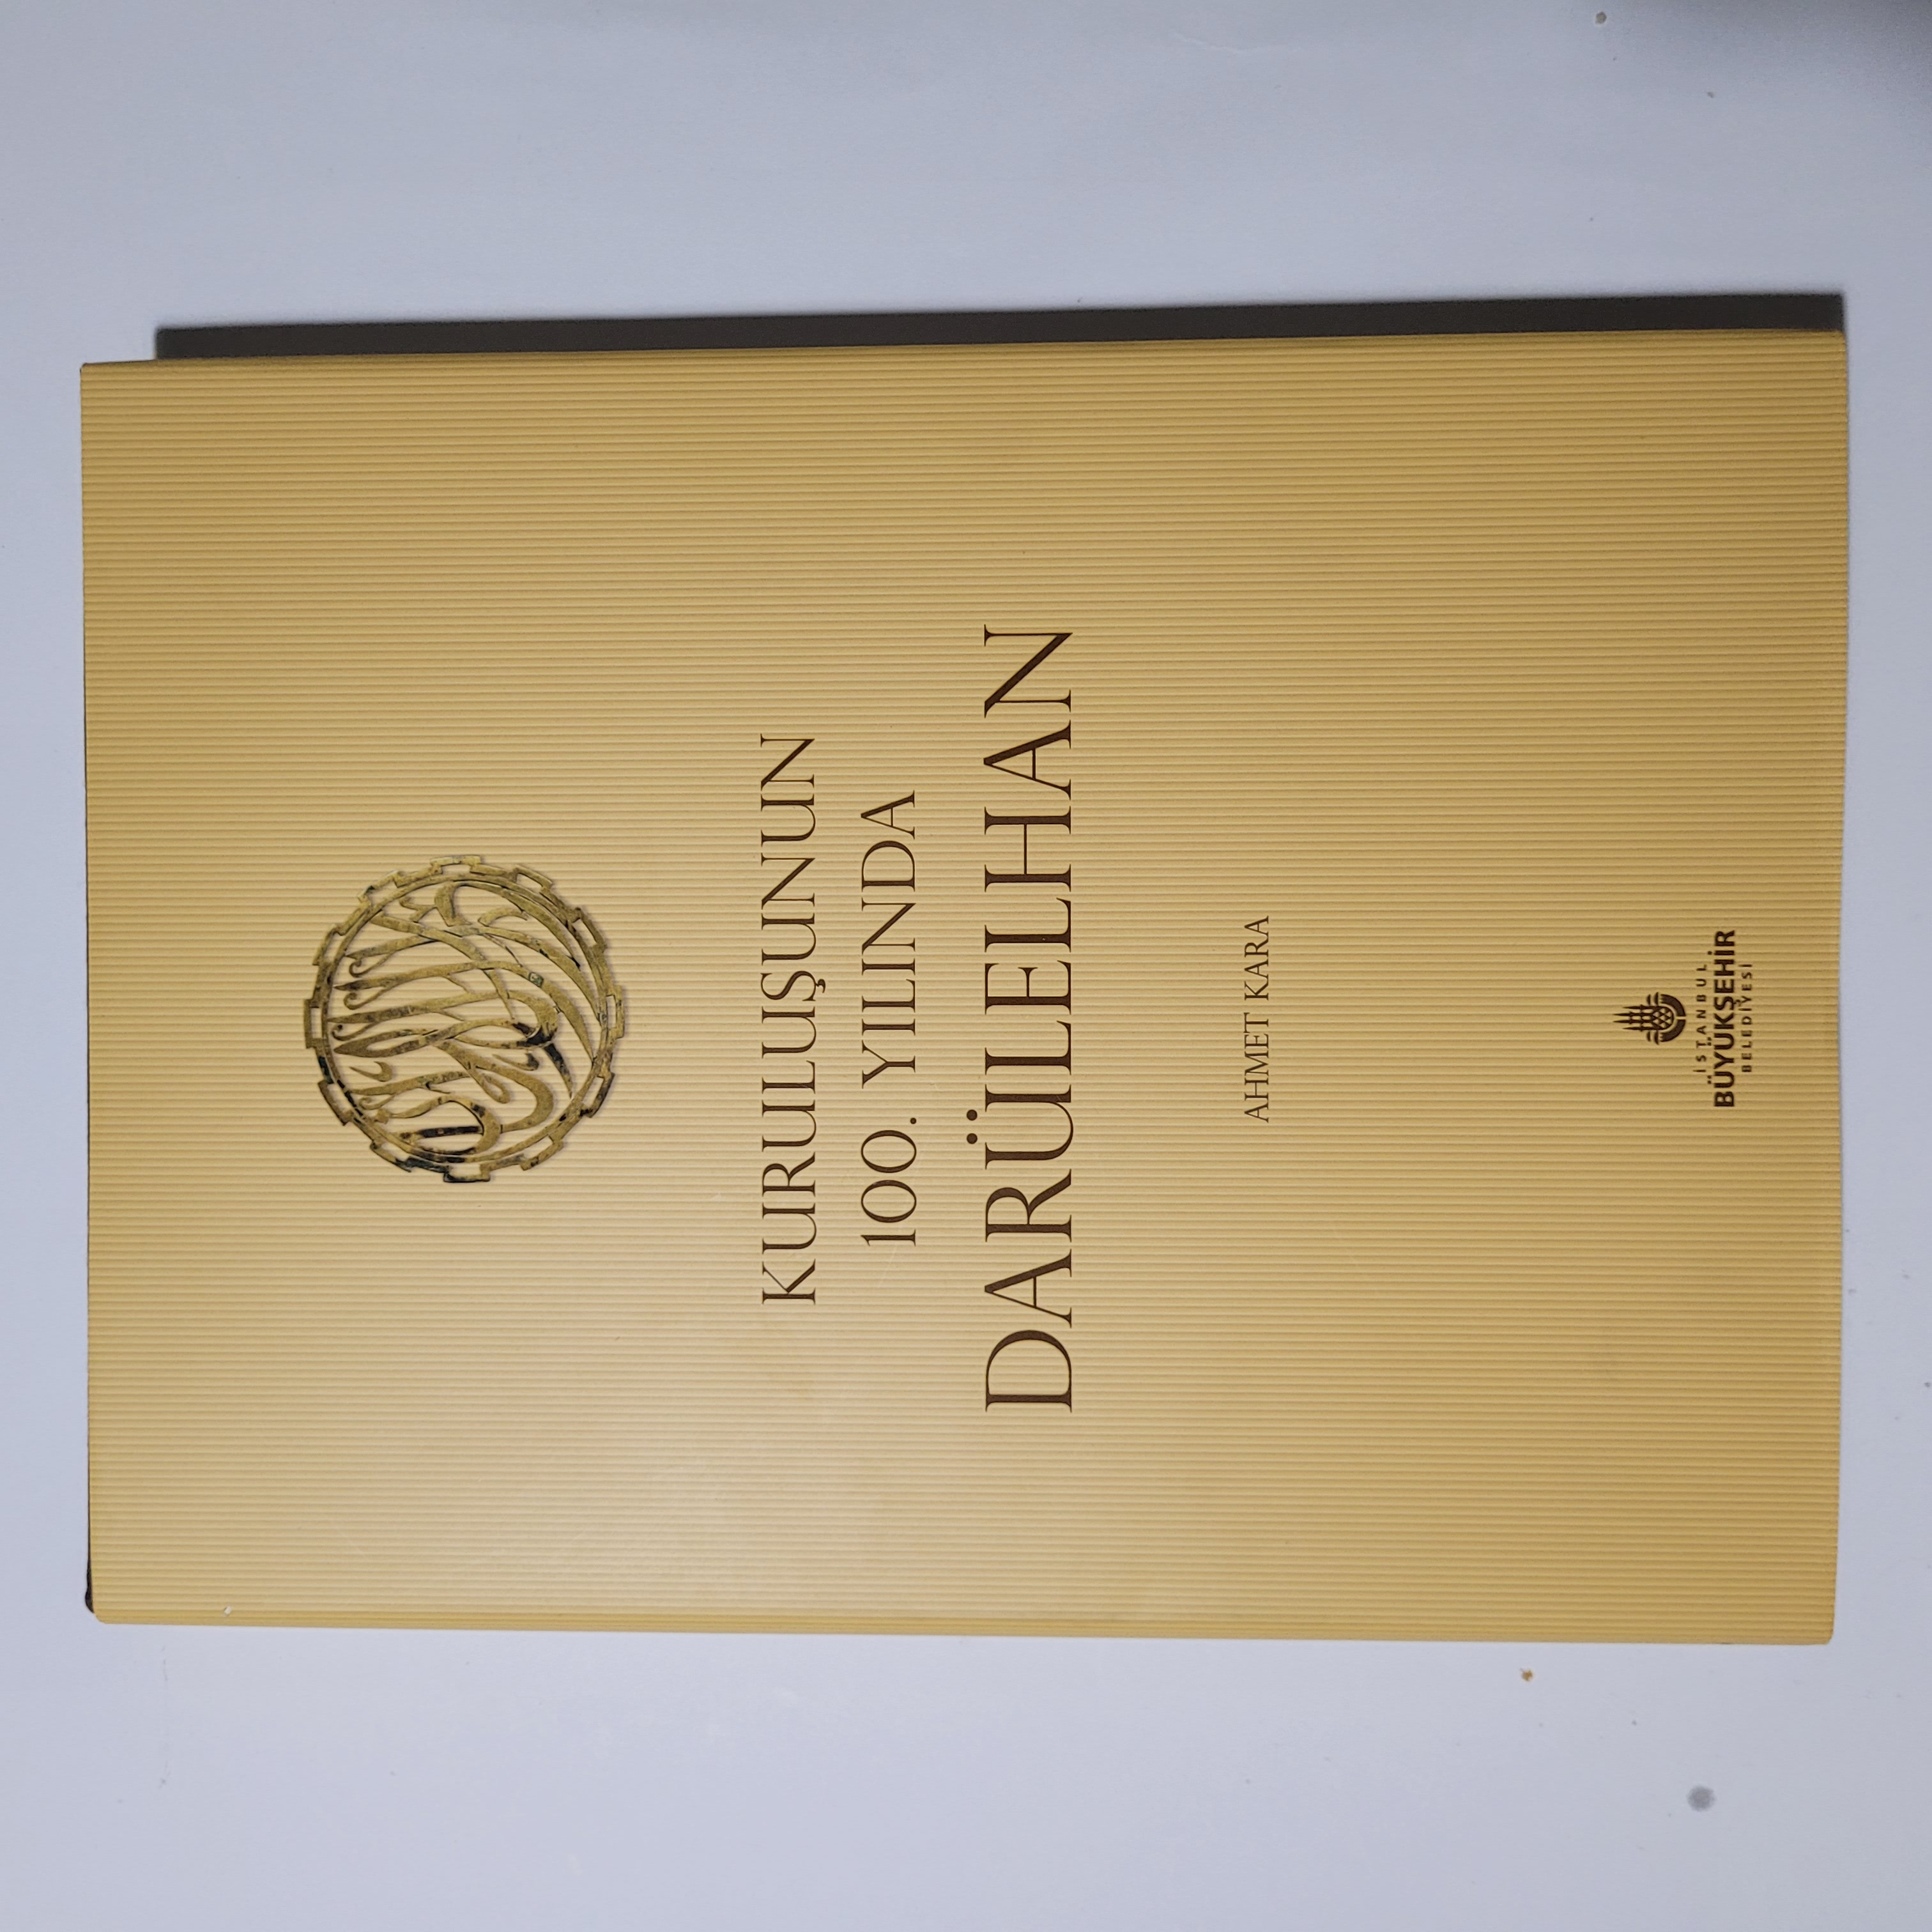 KURULUŞUNUN
100. YILINDA
DARÜLELHAN
AHMET KARA
İSTANBUL
BÜYÜKŞEHİR
BELEDİYESİ